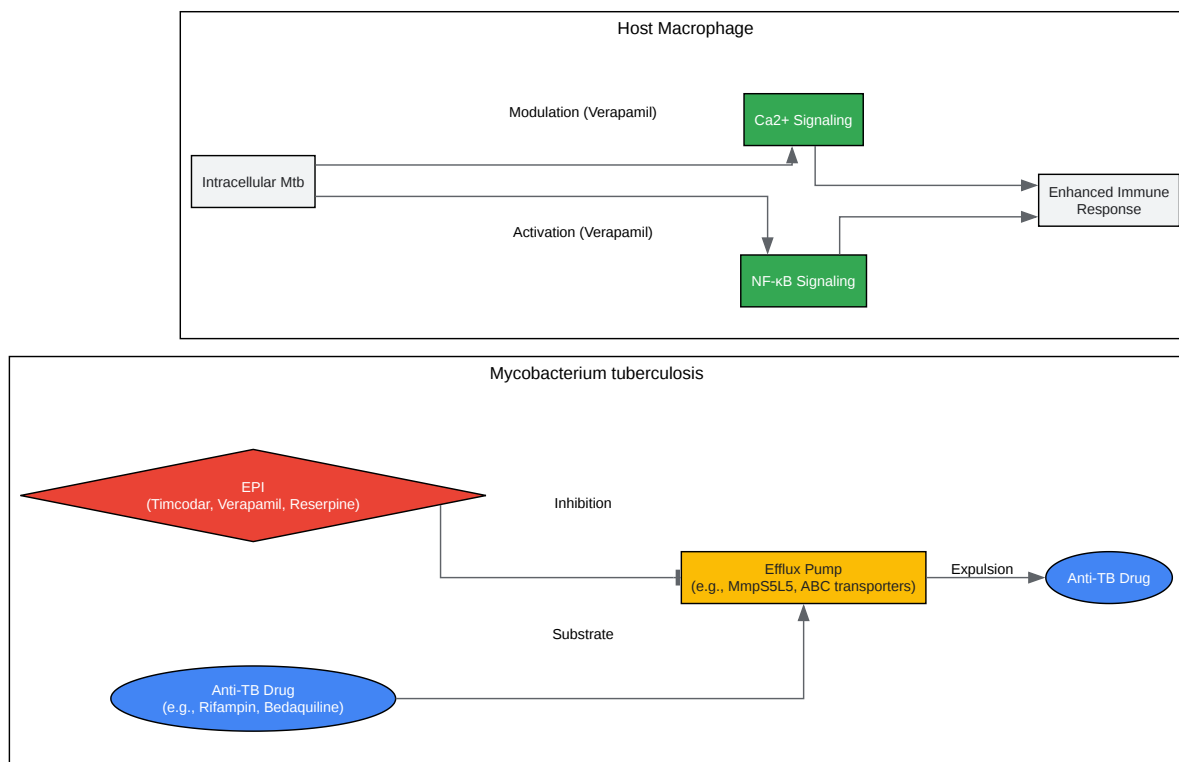 Host Macrophage
Modulation (Verapamil)
Ca2+ Signaling
Intracellular Mtb
Enhanced Immune
Response
Activation (Verapamil)
NF-κB Signaling
Mycobacterium tuberculosis
EPI
(Timcodar, Verapamil, Reserpine)
Inhibition
Efflux Pump
(e.g., MmpS5L5, ABC transporters)
Expulsion
Anti-TB Drug
Substrate
Anti-TB Drug
(e.g., Rifampin, Bedaquiline)